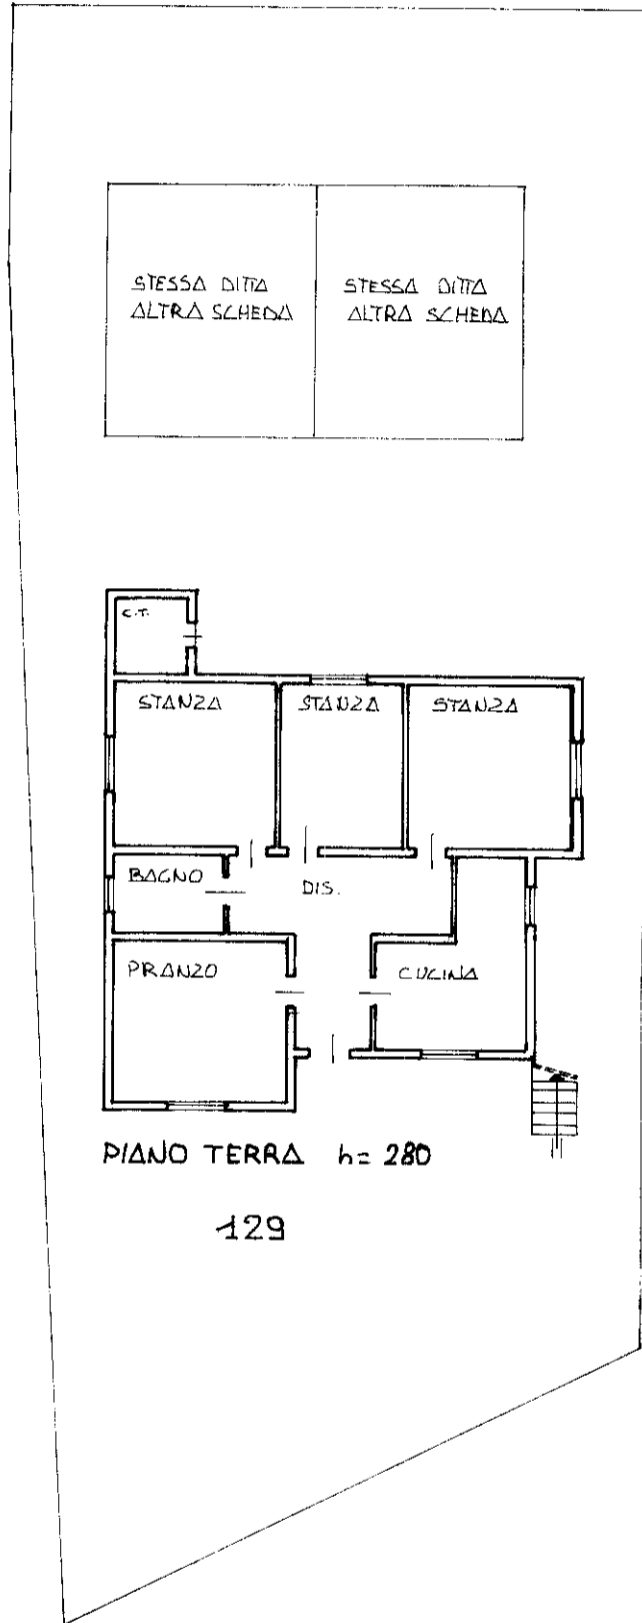 STESSA DITTA
ALTRA SCHEDA
STESSA DITTA
ALTRA SCHEDA
C.T.
STANZA
STANZA
STANZA
BAGNO
DIS.
PRANZO
CUCINA
PIANO TERRA h= 280
129